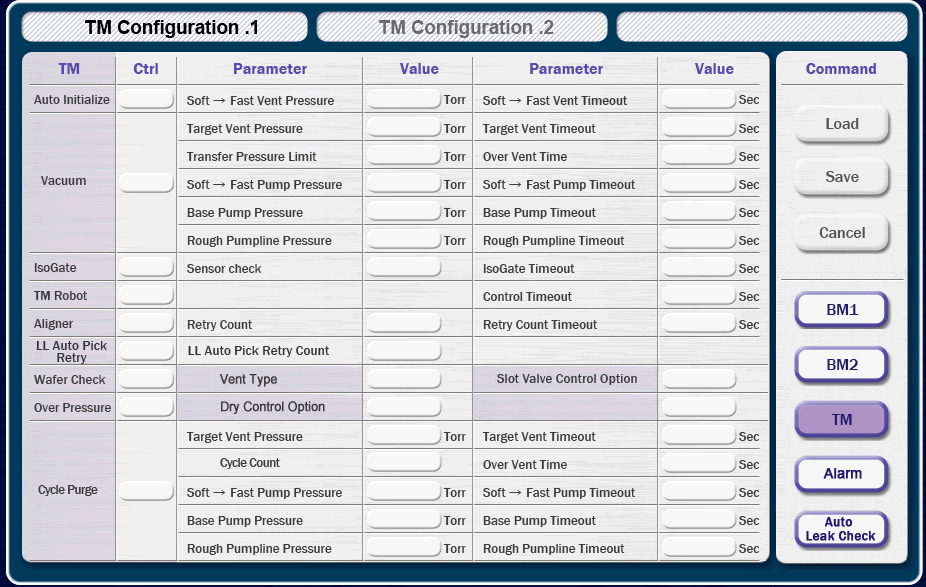 TM Configuration .1 TM Configuration .2
TM Ctrl Parameter Value Parameter Value Command
Auto Initialize Soft → Fast Vent Pressure Torr Soft → Fast Vent Timeout Sec
Target Vent Pressure Torr Target Vent Timeout Sec
Load
Transfer Pressure Limit Torr Over Vent Time Sec
Vacuum Soft → Fast Pump Pressure Torr Soft → Fast Pump Timeout Sec
Save
Base Pump Pressure Torr Base Pump Timeout Sec
Rough Pumpline Pressure Torr Rough Pumpline Timeout Sec
Cancel
IsoGate Sensor check IsoGate Timeout Sec
TM Robot Control Timeout Sec
BM1
Aligner Retry Count Retry Count Timeout Sec
LL Auto Pick
Retry LL Auto Pick Retry Count
BM2
Wafer Check Vent Type Slot Valve Control Option
Over Pressure Dry Control Option
TM
Target Vent Pressure Torr Target Vent Timeout Sec
Cycle Count Over Vent Time Sec
Alarm
Cycle Purge Soft → Fast Pump Pressure Torr Soft → Fast Pump Timeout Sec
Base Pump Pressure Torr Base Pump Timeout Sec
Auto
Leak Check
Rough Pumpline Pressure Torr Rough Pumpline Timeout Sec